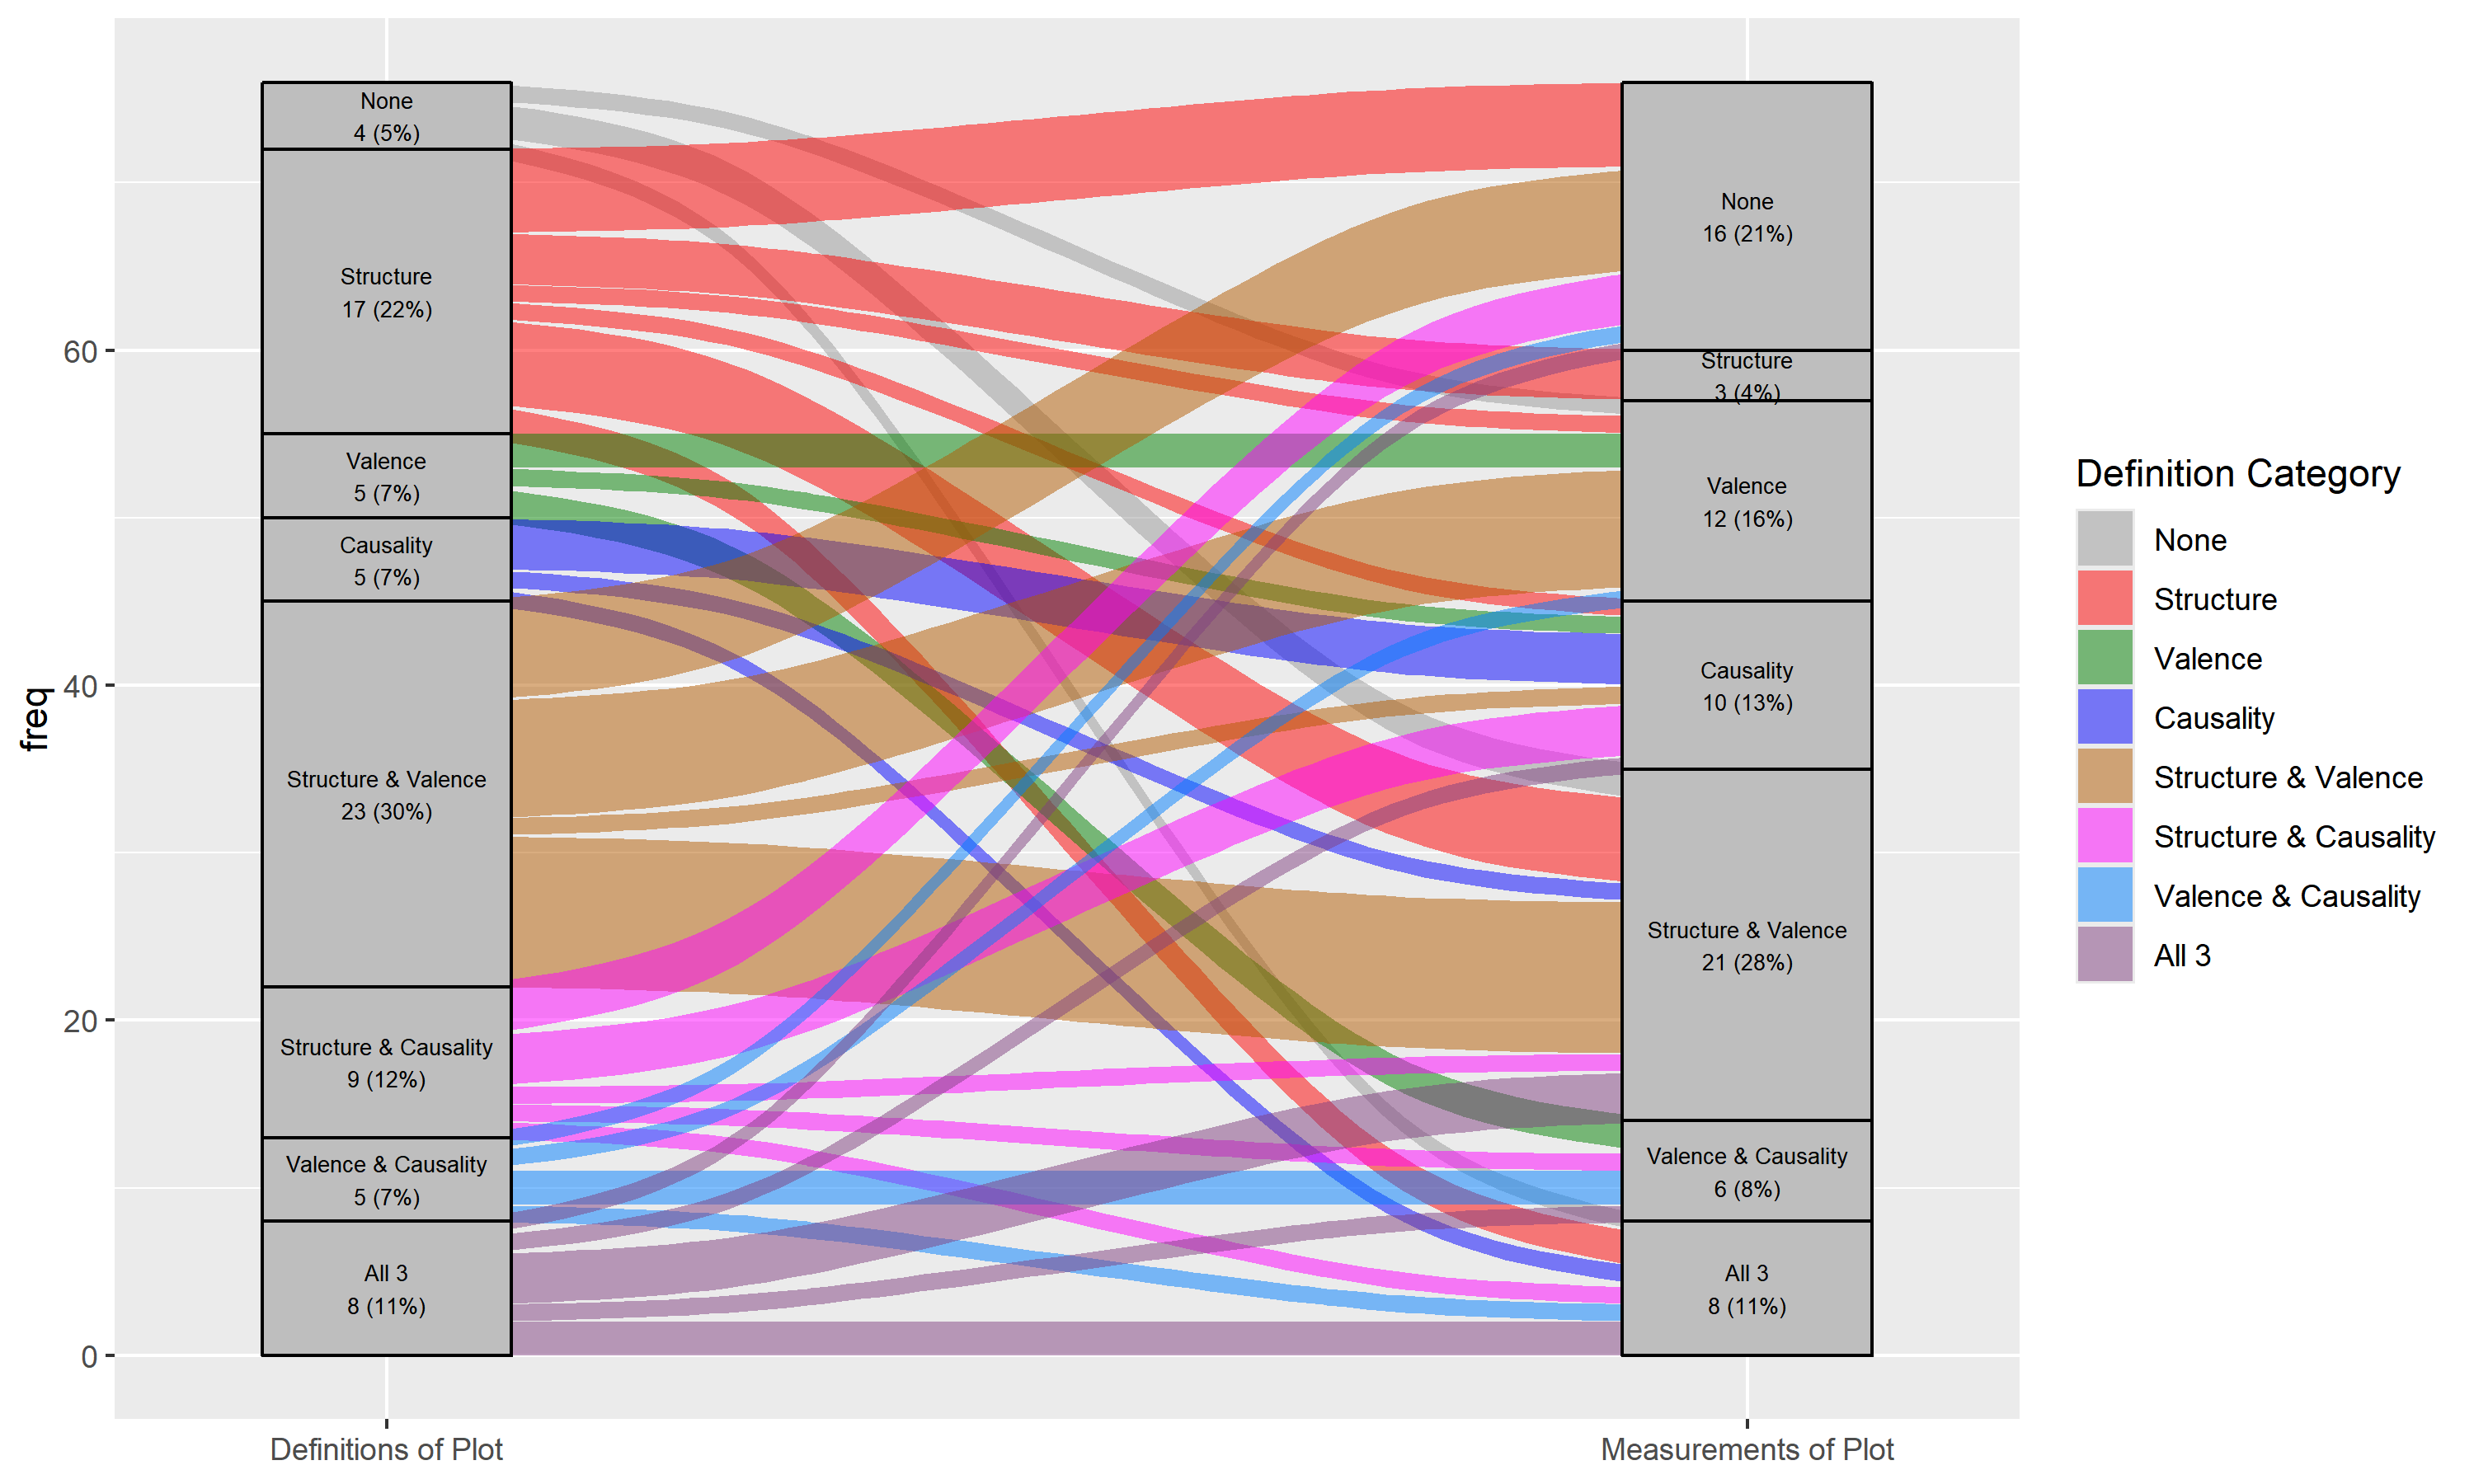 freq
60
40
20
0
None
4 (5%)
Structure
17 (22%)
Valence
5 (7%)
Causality
5 (7%)
Structure & Valence
23 (30%)
Structure & Causality
9 (12%)
Valence & Causality
5 (7%)
All 3
8 (11%)
None
16 (21%)
Structure
3 (4%)
Valence
12 (16%)
Causality
10 (13%)
Structure & Valence
21 (28%)
Valence & Causality
6 (8%)
All 3
8 (11%)
Definitions of Plot
Measurements of Plot
Definition Category
None
Structure
Valence
Causality
Structure & Valence
Structure & Causality
Valence & Causality
All 3